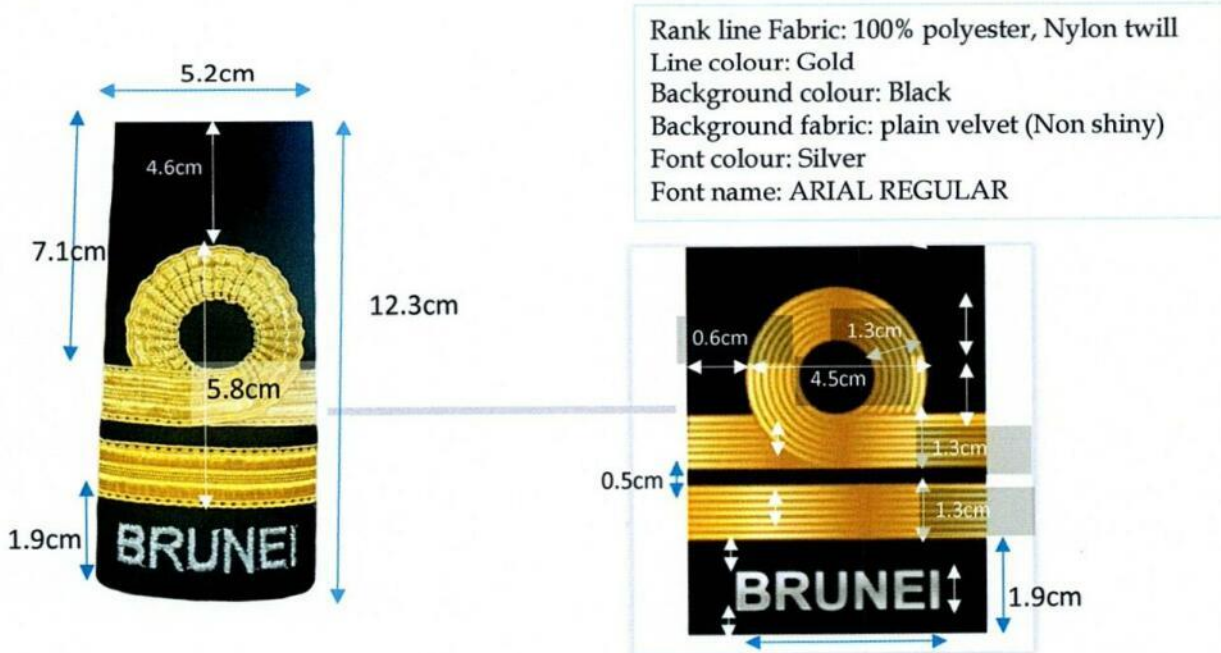 Rank line Fabric: 100% polyester, Nylon twill
Line colour: Gold
Background colour: Black
Background fabric: plain velvet (Non shiny)
Font colour: Silver
Font name: ARIAL REGULAR
5.2cm
4.6cm
7.1cm
12.3cm
5.8cm
1.9cm
BRUNEI
0.6cm
1.3cm
4.5cm
1.3cm
0.5cm
1.3cm
BRUNEI
1.9cm